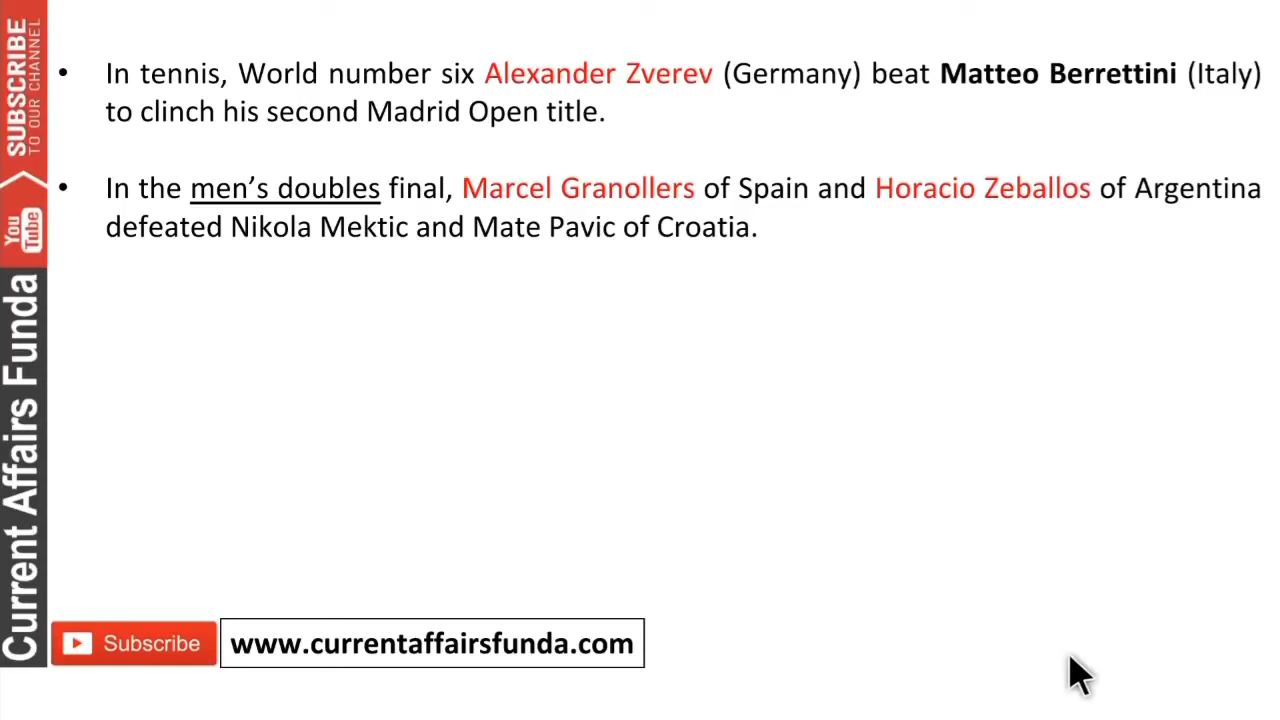 • In tennis, World number six Alexander Zverev (Germany) beat Matteo Berrettini (Italy)
to clinch his second Madrid Open title.
• In the men’s doubles final, Marcel Granollers of Spain and Horacio Zeballos of Argentina
defeated Nikola Mektic and Mate Pavic of Croatia.
SUBSCRIBE
TO OUR CHANNEL
You
Tube
Current Affairs Funda
Subscribe
www.currentaffairsfunda.com